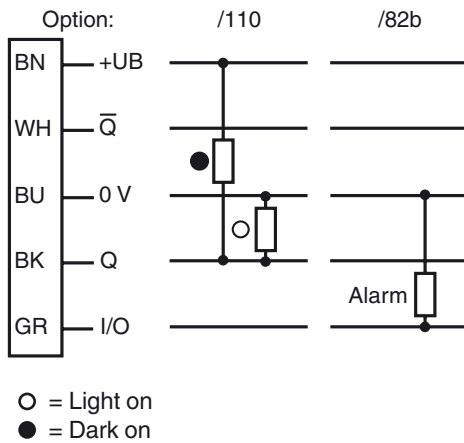 Option: /110 /82b
BN +UB
WH Q̅
BU 0 V
BK Q
Alarm
GR I/O
○ = Light on
● = Dark on